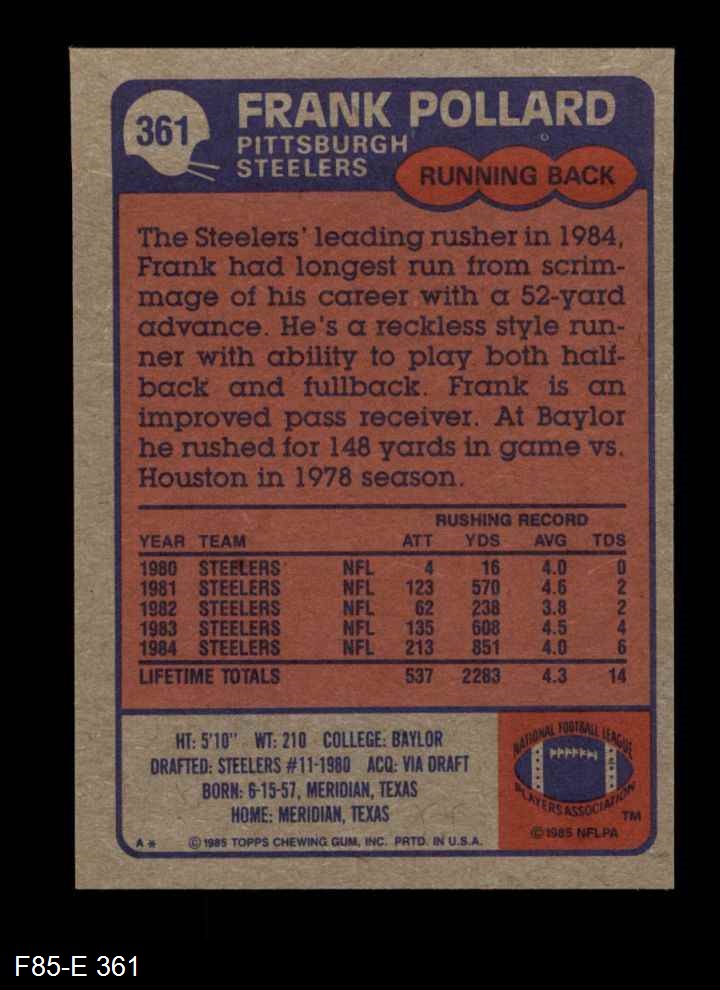 361
FRANK POLLARD
PITTSBURGH
STEELERS
RUNNING BACK
The Steelers' leading rusher in 1984,
Frank had longest run from scrim-
mage of his career with a 52-yard
advance. He's a reckless style run-
ner with ability to play both half-
back and fullback. Frank is an
improved pass receiver. At Baylor
he rushed for 148 yards in game vs.
Houston in 1978 season.
RUSHING RECORD
YEAR TEAM ATT YDS AVG TDS
1980 STEELERS NFL 4 16 4.0 0
1981 STEELERS NFL 123 570 4.6 2
1982 STEELERS NFL 62 238 3.8 2
1983 STEELERS NFL 135 608 4.5 4
1984 STEELERS NFL 213 851 4.0 6
LIFETIME TOTALS 537 2283 4.3 14
HT: 5'10" WT: 210 COLLEGE: BAYLOR
DRAFTED: STEELERS #11-1980 ACQ: VIA DRAFT
BORN: 6-15-57, MERIDIAN, TEXAS
HOME: MERIDIAN, TEXAS
A* © 1985 TOPPS CHEWING GUM, INC. PRTD. IN U.S.A.
NATIONAL FOOTBALL LEAGUE
PLAYERS ASSOCIATION
TM
© 1985 NFLPA
F85-E 361